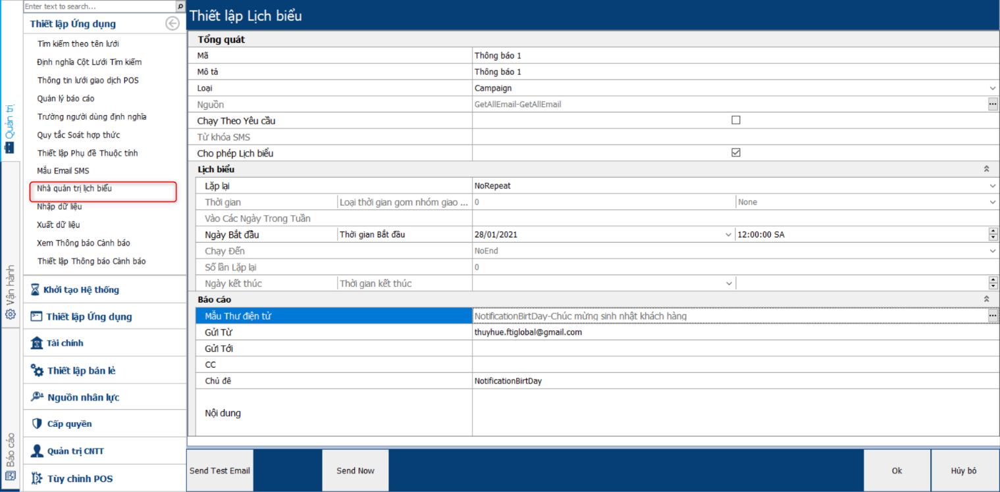 Enter text to search...
Thiết lập Ứng dụng
Tìm kiếm theo tên lưới
Định nghĩa Cột Lưới Tìm kiếm
Thông tin lưới giao dịch POS
Quản lý báo cáo
Trường người dùng định nghĩa
Quy tắc Soát hợp thức
Thiết lập Phụ đề Thuộc tính
Mẫu Email SMS
Nhà quản trị lịch biểu
Nhập dữ liệu
Xuất dữ liệu
Xem Thông báo Cảnh báo
Thiết lập Thông báo Cảnh báo
Khởi tạo Hệ thống
Thiết lập Ứng dụng
Tài chính
Thiết lập bán lẻ
Nguồn nhân lực
Cấp quyền
Quản trị CNTT
Tùy chỉnh POS
Quản trị
Vận hành
Báo cáo
Thiết lập Lịch biểu
Tổng quát
Mã Thông báo 1
Mô tả Thông báo 1
Loại Campaign
Nguồn GetAllEmail-GetAllEmail
Chạy Theo Yêu cầu
Từ khóa SMS
Cho phép Lịch biểu
Lịch biểu
Lặp lại NoRepeat
Thời gian Loại thời gian gom nhóm giao ... 0 None
Vào Các Ngày Trong Tuần
Ngày Bắt đầu Thời gian Bắt đầu 28/01/2021 12:00:00 SA
Chạy Đến NoEnd
Số lần Lặp lại 0
Ngày kết thúc Thời gian kết thúc
Báo cáo
Mẫu Thư điện tử NotificationBirtDay-Chúc mừng sinh nhật khách hàng
Gửi Từ thuyhue.ftiglobal@gmail.com
Gửi Tới
CC
Chủ đề NotificationBirtDay
Nội dung
Send Test Email Send Now Ok Hủy bỏ